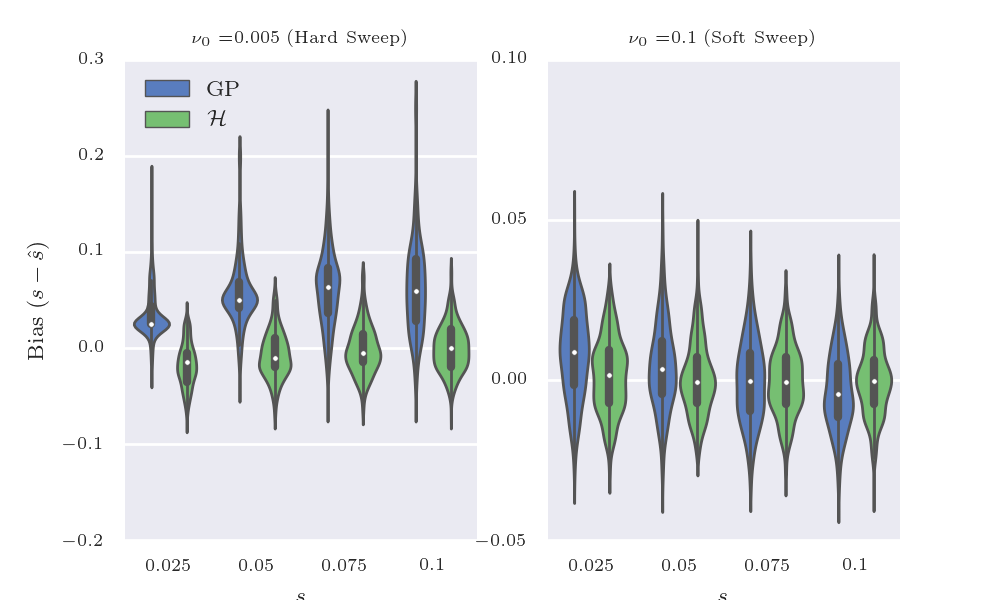 ν₀ =0.005 (Hard Sweep)
0.3
0.2
0.1
0.0
−0.1
−0.2
Bias (s − ŝ)
GP
ℋ
0.025 0.05 0.075 0.1
s
ν₀ =0.1 (Soft Sweep)
0.10
0.05
0.00
−0.05
0.025 0.05 0.075 0.1
s